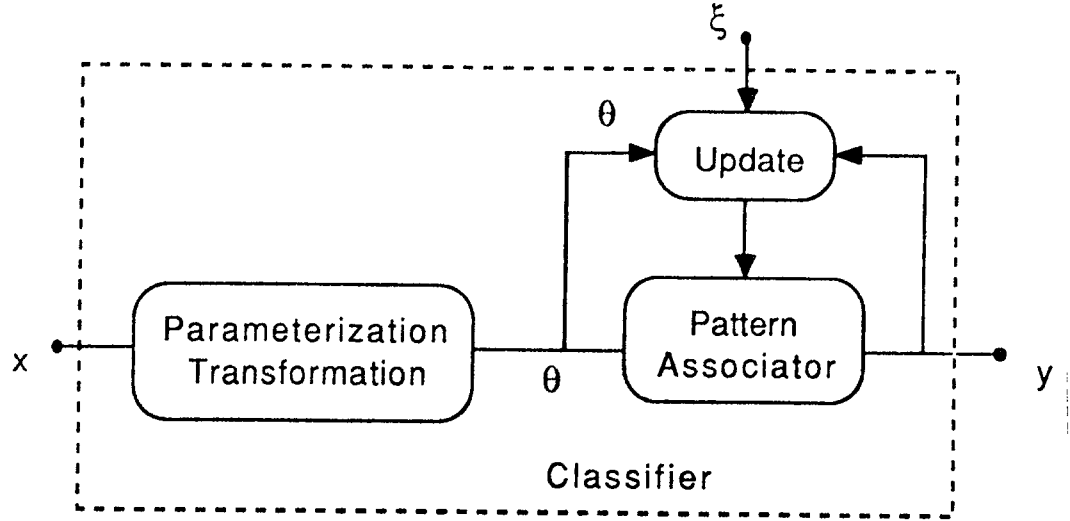 ξ
θ
Update
Parameterization
Transformation
Pattern
Associator
x
θ
y
Classifier